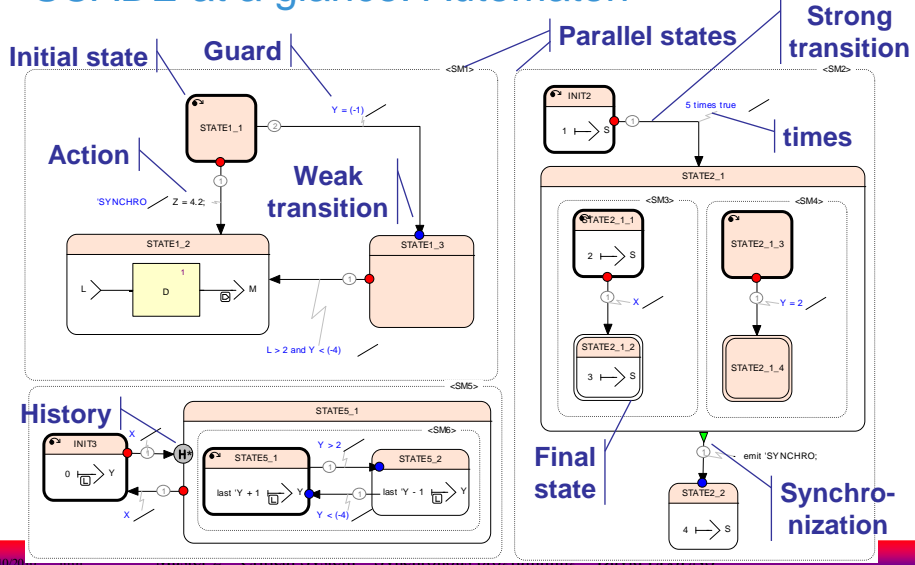 SCADE at a glance: Automaton
Strong
transition
Parallel states
Initial state
Guard
<SM1>
<SM2>
STATE1_1
2
Y = (-1)
INIT2
1
S
1
5 times true
times
Action
1
'SYNCHRO
Z = 4.2;
Weak
transition
STATE2_1
STATE1_2
L
1
D
D
M
1
STATE1_3
L > 2 and Y < (-4)
<SM3>
STATE2_1_1
2
S
1
X
STATE2_1_2
3
S
<SM4>
STATE2_1_3
1
Y = 2
STATE2_1_4
<SM5>
History
X
INIT3
0
L
Y
1
H*
1
X
STATE5_1
<SM6>
STATE5_1
last 'Y + 1
L
Y
Y > 2
1
1
Y < (-4)
STATE5_2
last 'Y - 1
L
Y
Final
state
1
emit 'SYNCHRO;
STATE2_2
4
S
Synchro-
nization